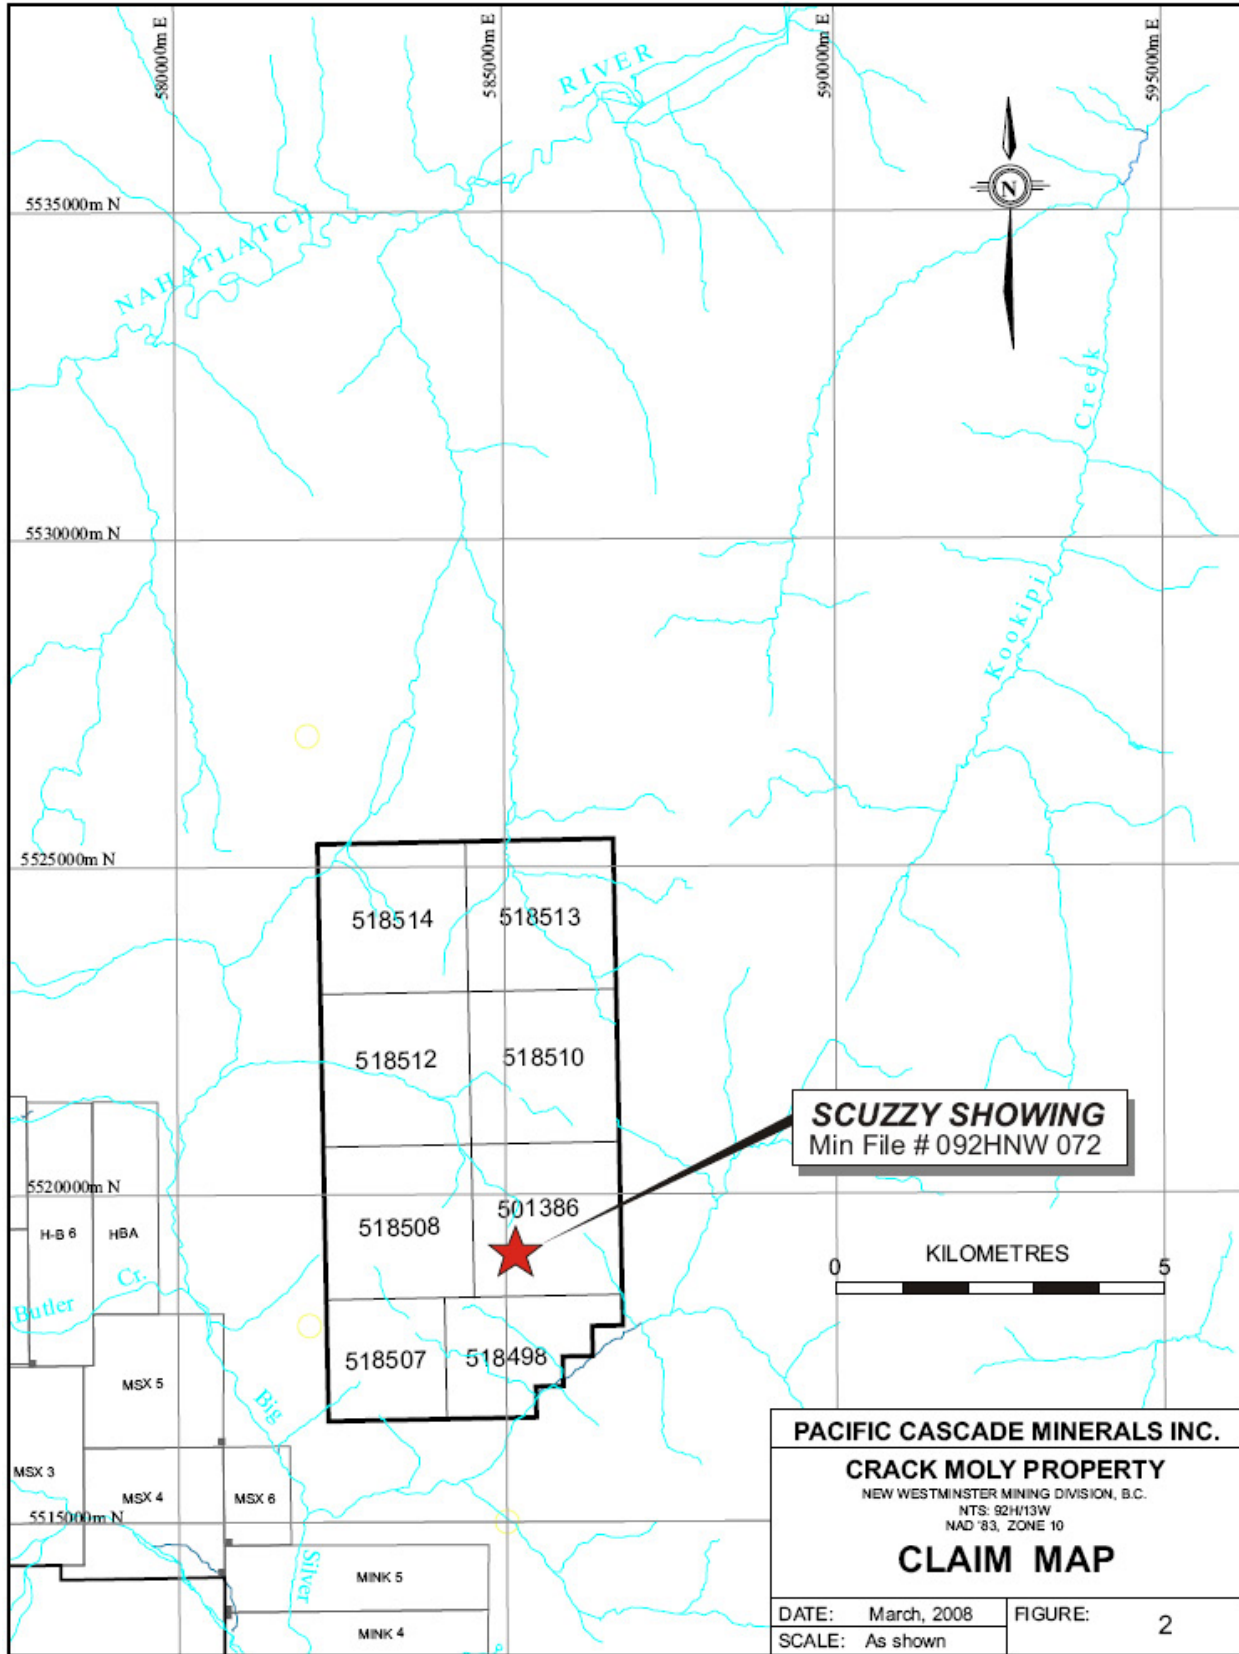 580000m E
585000m E
590000m E
595000m E
RIVER
N
5535000m N
NAHATLATCH
Creek
5530000m N
Kookipi
5525000m N
518514
518513
518512
518510
SCUZZY SHOWING
Min File # 092HNW 072
5520000m N
501386
518508
H-B 6
HBA
KILOMETRES
0
5
Butler
Cr.
518507
518498
MSX 5
Big
MSX 3
MSX 4
MSX 6
5515000m N
Silver
MINK 5
MINK 4
PACIFIC CASCADE MINERALS INC.
CRACK MOLY PROPERTY
NEW WESTMINSTER MINING DIVISION, B.C.
NTS: 92H/13W
NAD '83, ZONE 10
CLAIM MAP
DATE: March, 2008
FIGURE: 2
SCALE: As shown